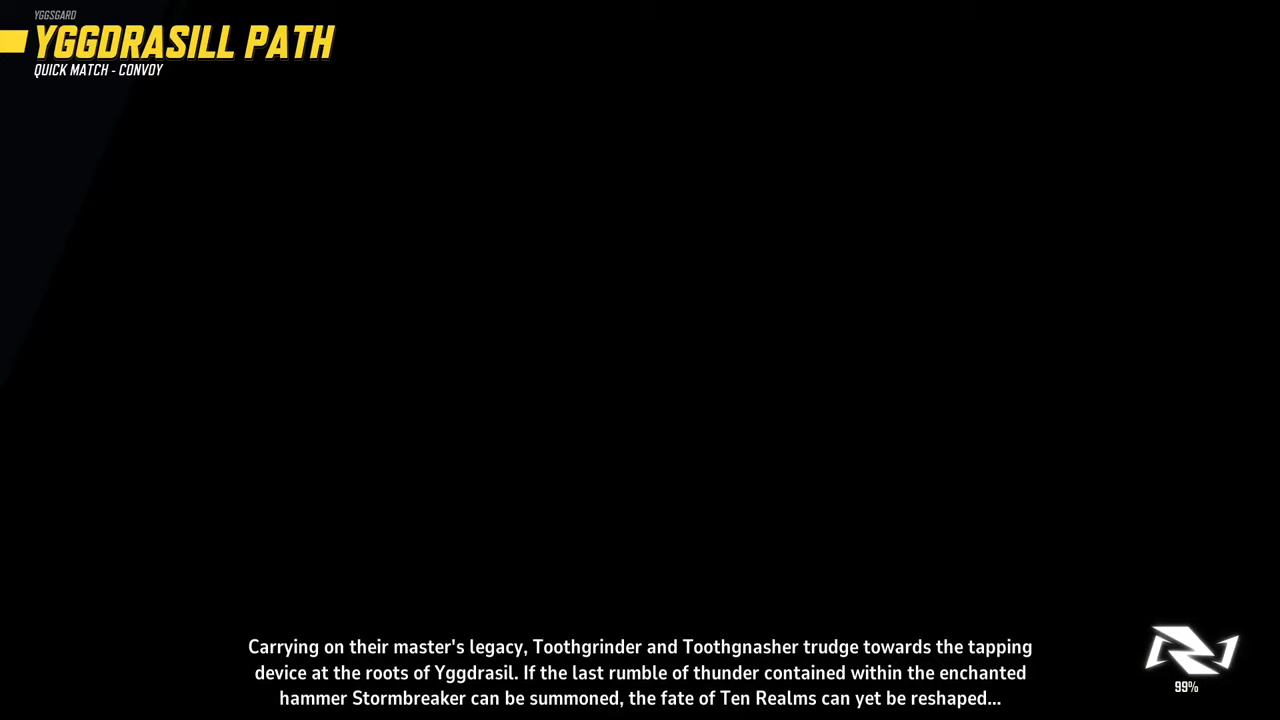 YGGSGARD
YGGDRASILL PATH
QUICK MATCH - CONVOY
Carrying on their master's legacy, Toothgrinder and Toothgnasher trudge towards the tapping
device at the roots of Yggdrasil. If the last rumble of thunder contained within the enchanted
hammer Stormbreaker can be summoned, the fate of Ten Realms can yet be reshaped...
99%